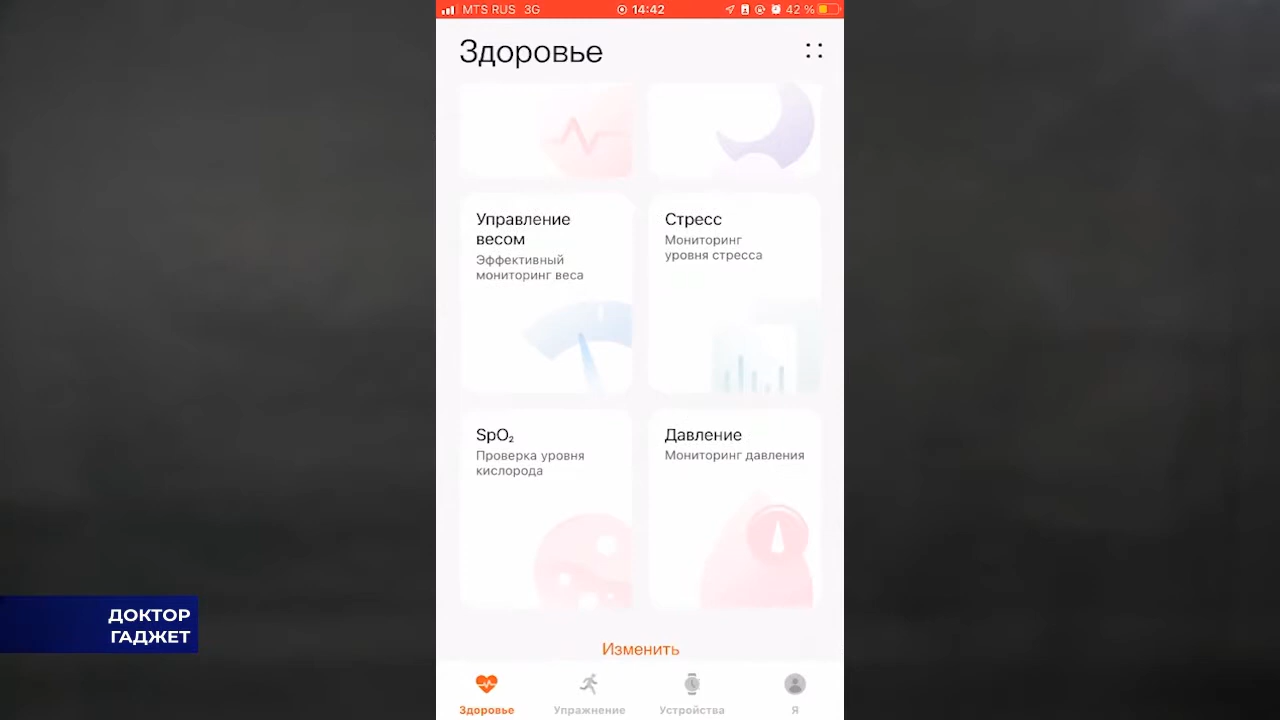 MTS RUS 3G 14:42 42 %
Здоровье
Управление
весом
Эффективный
мониторинг веса
Стресс
Мониторинг
уровня стресса
SpO₂
Проверка уровня
кислорода
Давление
Мониторинг давления
ДОКТОР
ГАДЖЕТ
Изменить
Здоровье Упражнение Устройства Я